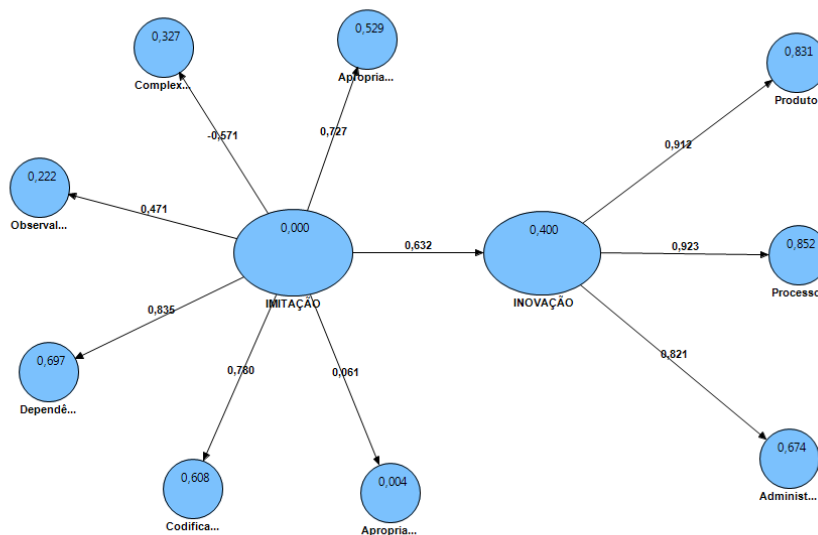 0,327
Complex...
0,529
Apropria...
0,831
Produto
-0,571
0,727
0,912
0,222
Observal...
0,471
0,000
IMITAÇÃO
0,632
0,400
INOVAÇÃO
0,923
0,852
Processo
0,835
0,697
Dependê...
0,780
0,061
0,821
0,608
Codifica...
0,004
Apropria...
0,674
Administ...